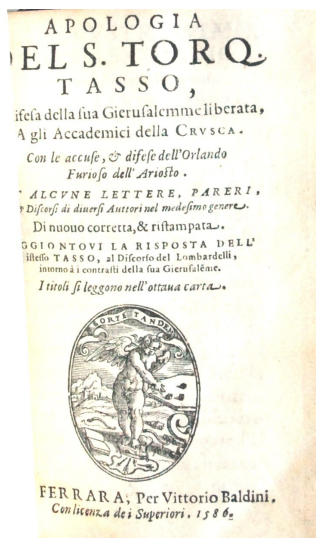 APOLOGIA
DEL S. TORQ.
TASSO,
ifesa della sua Gierusalemme liberata,
A gli Accademici della CRVSCA.
Con le accuse, & difese dell'Orlando
Furioso dell'Ariosto.
ALCVNE LETTERE, PARERI,
& Discorsi di diuersi Auttori nel medesimo genere.
Di nuouo corretta, & ristampata.
GGIONTOVI LA RISPOSTA DELL'
istesso TASSO, al Discorso del Lombardelli,
intorno à i contrasti della sua Gierusalẽme.
I titoli si leggono nell'ottaua carta.
FORTE TANDEM
FERRARA, Per Vittorio Baldini.
Con licenza de i Superiori. 1586.